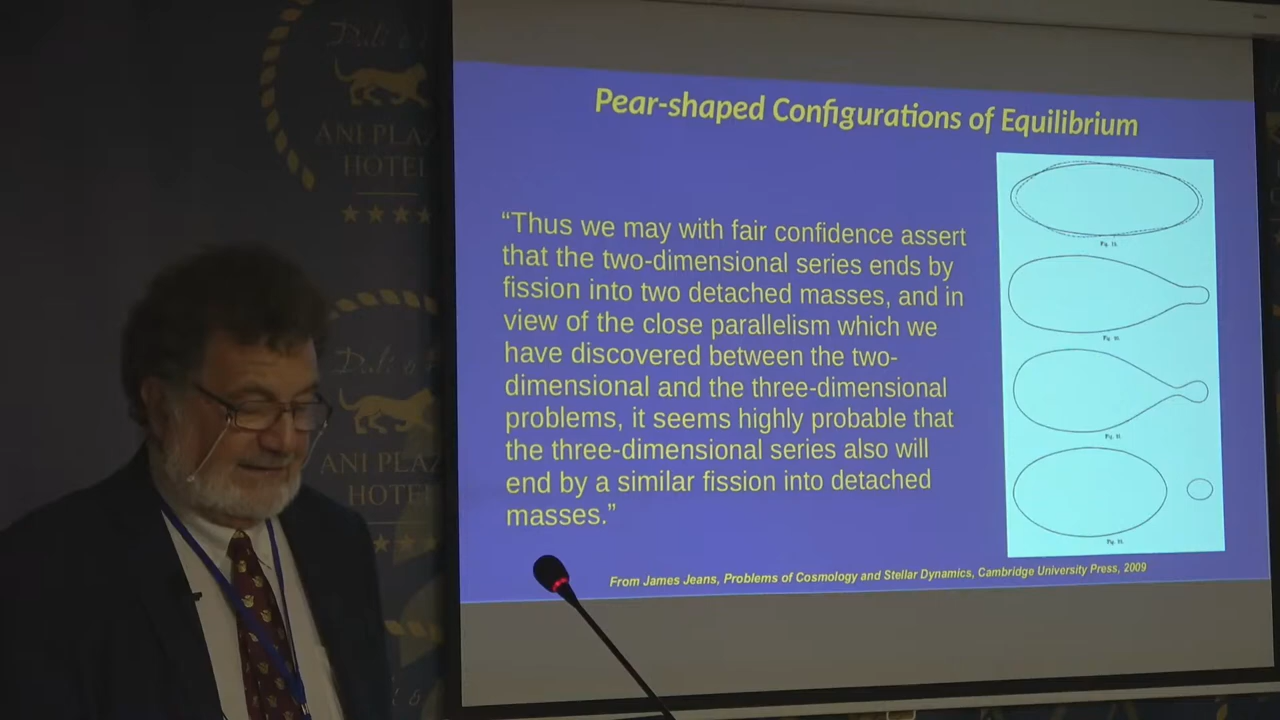 ANI PLAZ
HOTEL
Pear-shaped Configurations of Equilibrium
“Thus we may with fair confidence assert
that the two-dimensional series ends by
fission into two detached masses, and in
view of the close parallelism which we
have discovered between the two-
dimensional and the three-dimensional
problems, it seems highly probable that
the three-dimensional series also will
end by a similar fission into detached
masses.”
From James Jeans, Problems of Cosmology and Stellar Dynamics, Cambridge University Press, 2009
ANI PLAZ
HOTEL